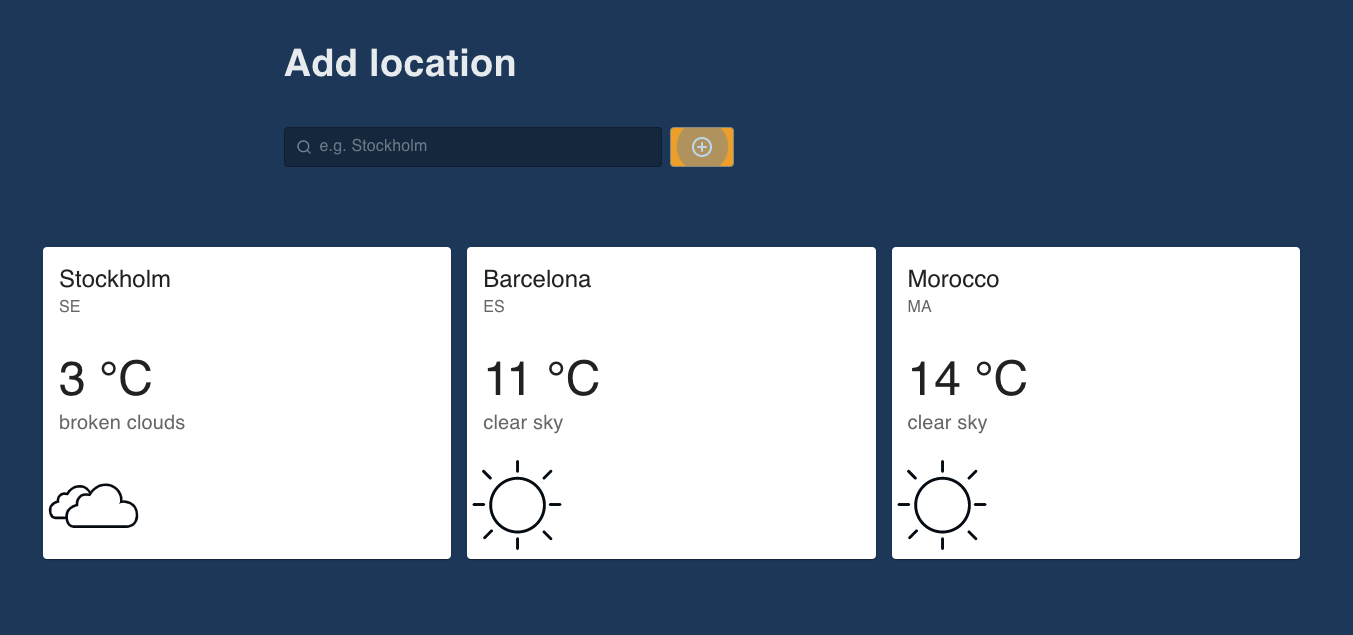 Add location
e.g. Stockholm
Stockholm
SE
3 °C
broken clouds
Barcelona
ES
11 °C
clear sky
Morocco
MA
14 °C
clear sky